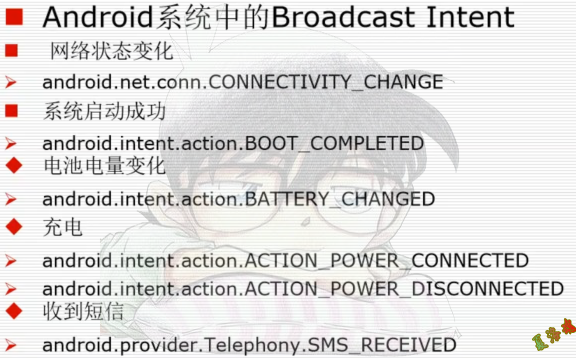 Android系统中的Broadcast Intent
网络状态变化
android.net.conn.CONNECTIVITY_CHANGE
系统启动成功
android.intent.action.BOOT_COMPLETED
电池电量变化
android.intent.action.BATTERY_CHANGED
充电
android.intent.action.ACTION_POWER_CONNECTED
android.intent.action.ACTION_POWER_DISCONNECTED
收到短信
android.provider.Telephony.SMS_RECEIVED